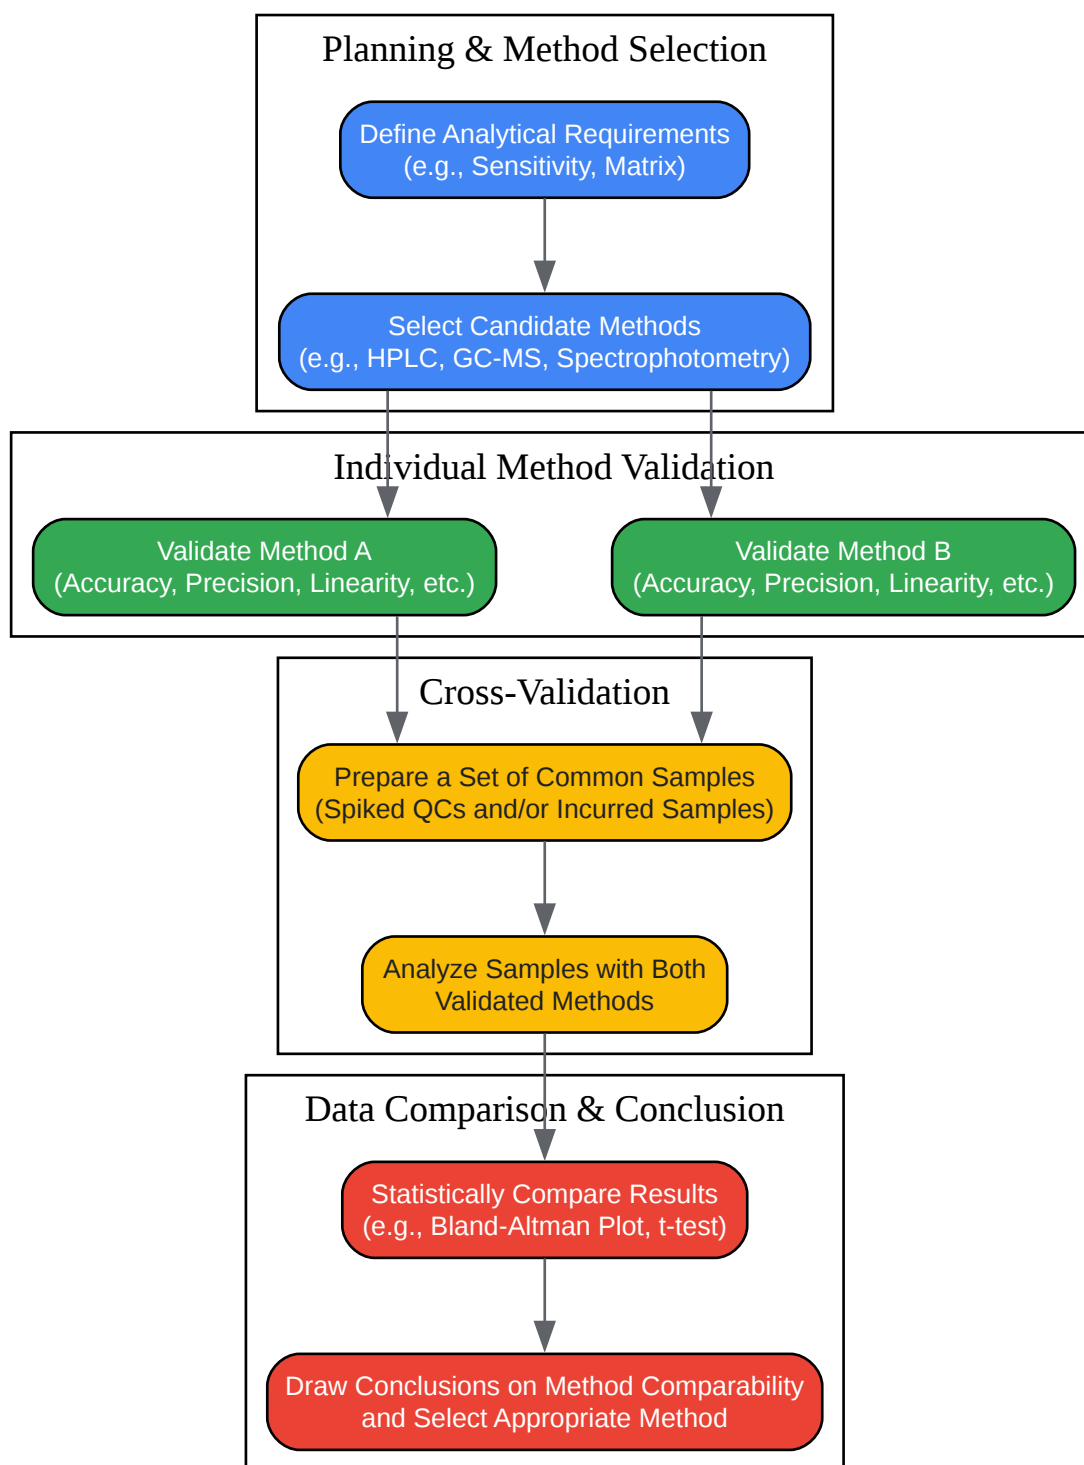 Planning & Method Selection
Define Analytical Requirements
(e.g., Sensitivity, Matrix)
Select Candidate Methods
(e.g., HPLC, GC-MS, Spectrophotometry)
Individual Method Validation
Validate Method A
(Accuracy, Precision, Linearity, etc.)
Validate Method B
(Accuracy, Precision, Linearity, etc.)
Cross-Validation
Prepare a Set of Common Samples
(Spiked QCs and/or Incurred Samples)
Analyze Samples with Both
Validated Methods
Data Comparison & Conclusion
Statistically Compare Results
(e.g., Bland-Altman Plot, t-test)
Draw Conclusions on Method Comparability
and Select Appropriate Method